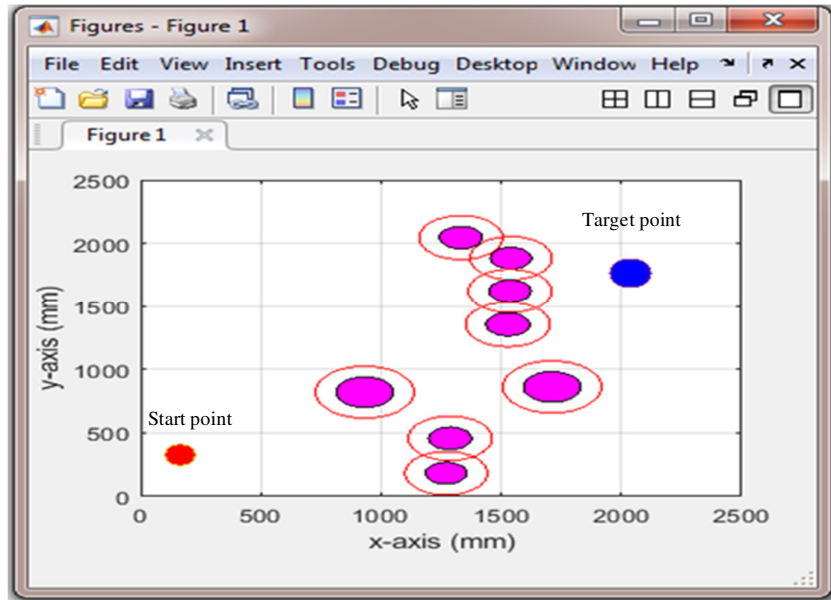 Figures - Figure 1
File Edit View Insert Tools Debug Desktop Window Help
Figure 1
2500
2000
1500
1000
500
0
y-axis (mm)
Target point
Start point
0 500 1000 1500 2000 2500
x-axis (mm)